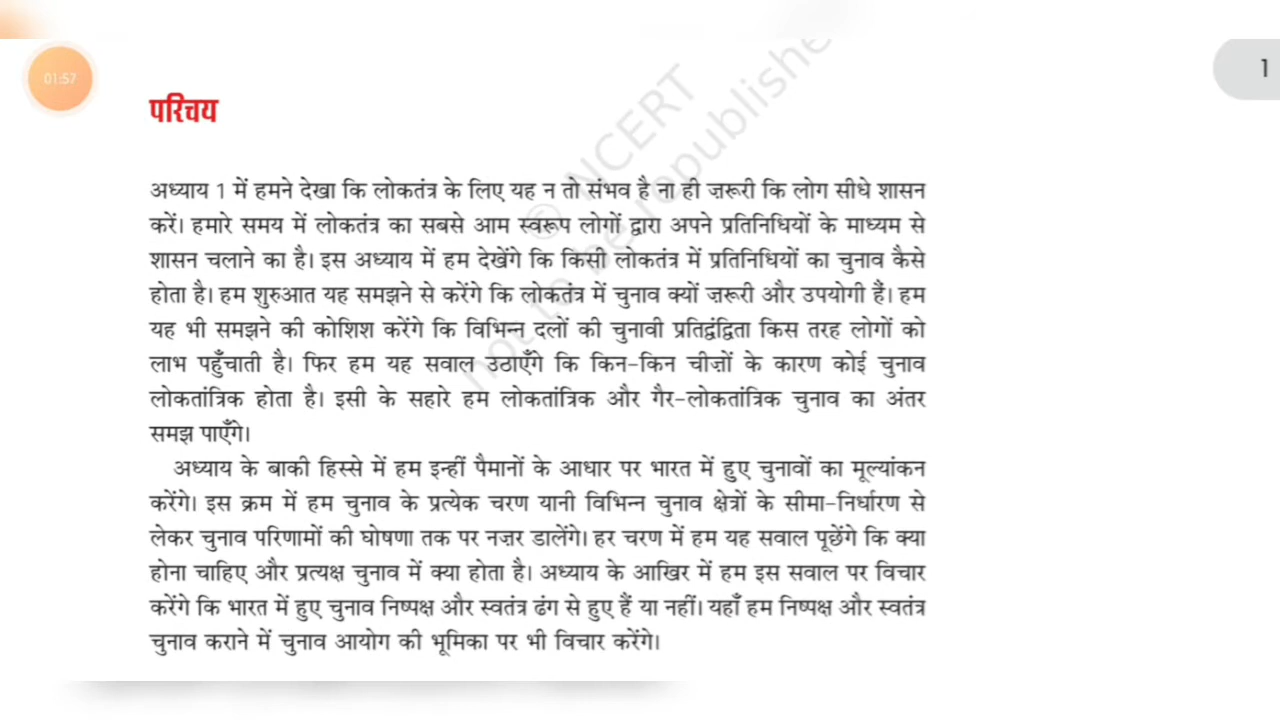 01:57
1
परिचय
अध्याय 1 में हमने देखा कि लोकतंत्र के लिए यह न तो संभव है ना ही ज़रूरी कि लोग सीधे शासन
करें। हमारे समय में लोकतंत्र का सबसे आम स्वरूप लोगों द्वारा अपने प्रतिनिधियों के माध्यम से
शासन चलाने का है। इस अध्याय में हम देखेंगे कि किसी लोकतंत्र में प्रतिनिधियों का चुनाव कैसे
होता है। हम शुरुआत यह समझने से करेंगे कि लोकतंत्र में चुनाव क्यों ज़रूरी और उपयोगी हैं। हम
यह भी समझने की कोशिश करेंगे कि विभिन्न दलों की चुनावी प्रतिद्वंद्विता किस तरह लोगों को
लाभ पहुँचाती है। फिर हम यह सवाल उठाएँगे कि किन-किन चीज़ों के कारण कोई चुनाव
लोकतांत्रिक होता है। इसी के सहारे हम लोकतांत्रिक और गैर-लोकतांत्रिक चुनाव का अंतर
समझ पाएँगे।
अध्याय के बाकी हिस्से में हम इन्हीं पैमानों के आधार पर भारत में हुए चुनावों का मूल्यांकन
करेंगे। इस क्रम में हम चुनाव के प्रत्येक चरण यानी विभिन्न चुनाव क्षेत्रों के सीमा-निर्धारण से
लेकर चुनाव परिणामों की घोषणा तक पर नज़र डालेंगे। हर चरण में हम यह सवाल पूछेंगे कि क्या
होना चाहिए और प्रत्यक्ष चुनाव में क्या होता है। अध्याय के आखिर में हम इस सवाल पर विचार
करेंगे कि भारत में हुए चुनाव निष्पक्ष और स्वतंत्र ढंग से हुए हैं या नहीं। यहाँ हम निष्पक्ष और स्वतंत्र
चुनाव कराने में चुनाव आयोग की भूमिका पर भी विचार करेंगे।
© NCERT
not to be republishe